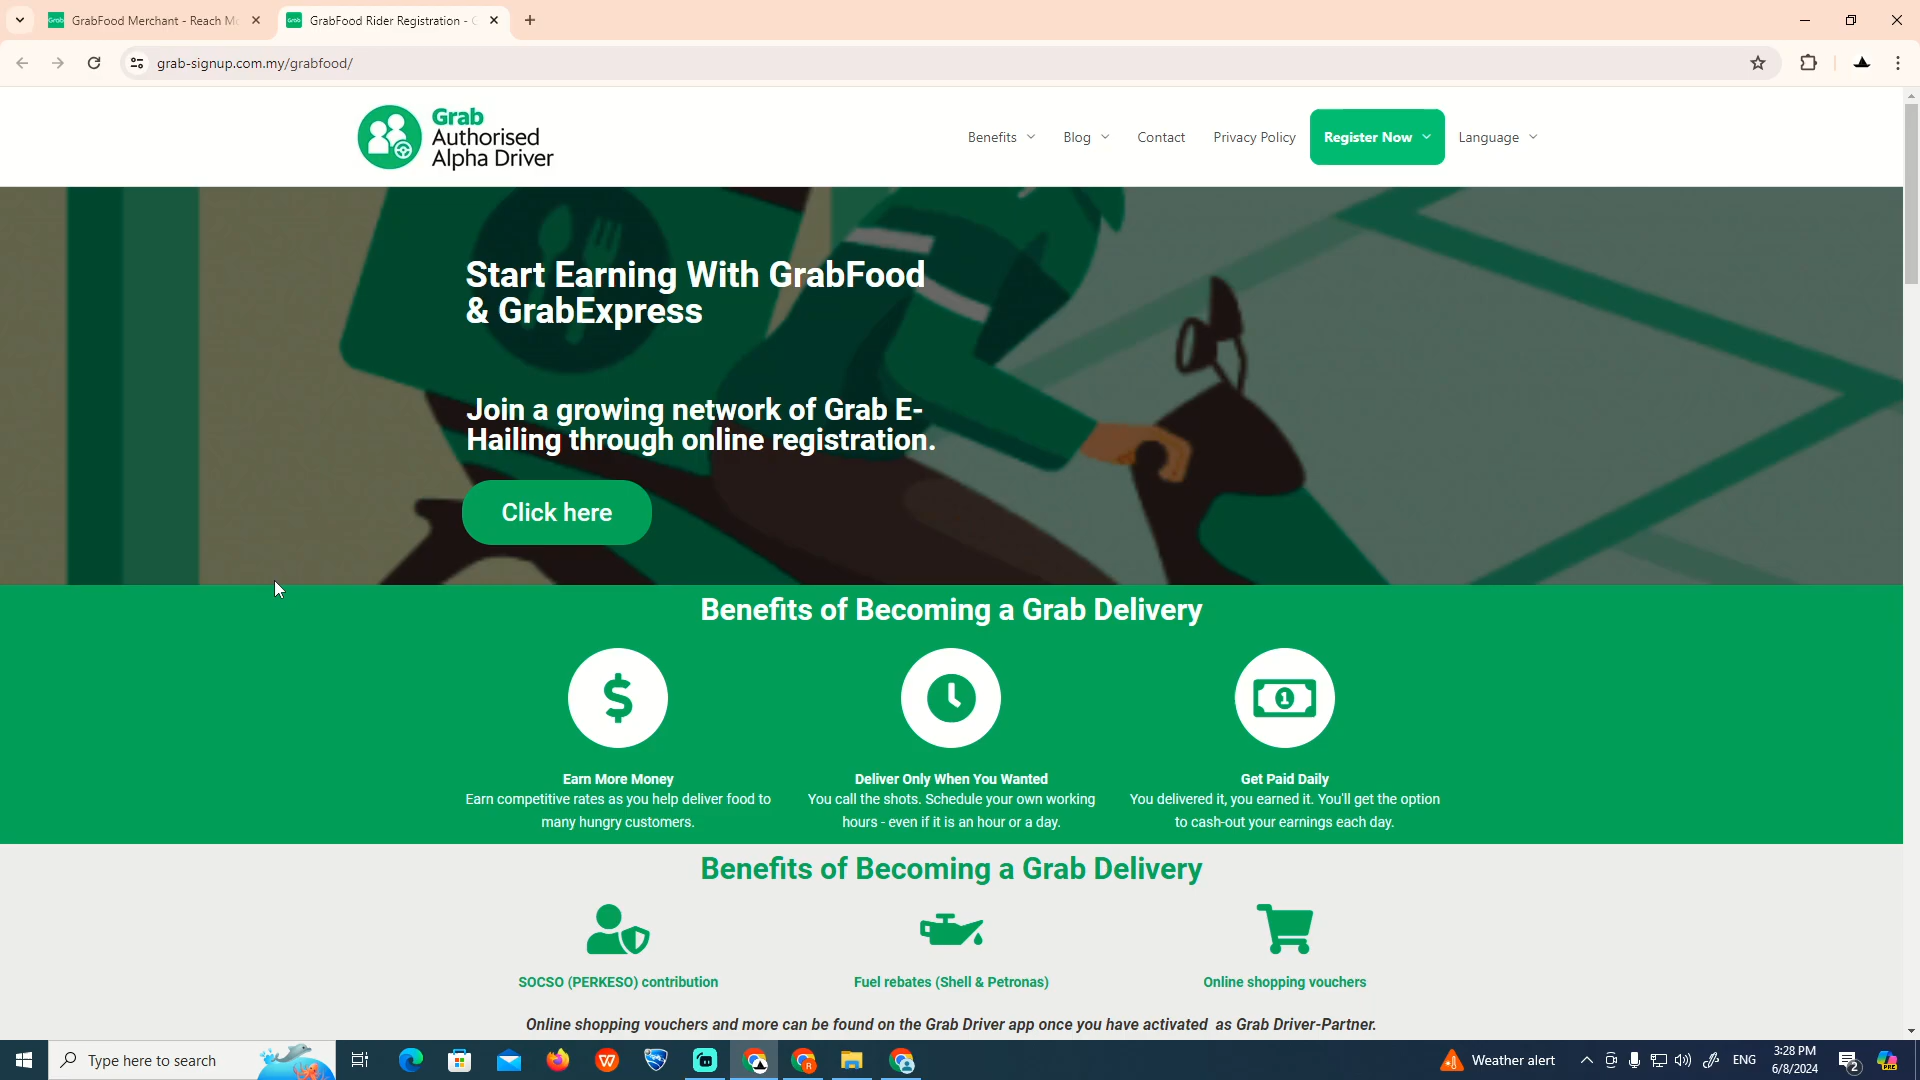 GrabFood Merchant - Reach Mo
GrabFood Rider Registration - G
grab-signup.com.my/grabfood/
Grab
Authorised
Alpha Driver
Benefits
Blog
Contact
Privacy Policy
Register Now
Language
Start Earning With GrabFood
& GrabExpress
Join a growing network of Grab E-
Hailing through online registration.
Click here
Benefits of Becoming a Grab Delivery
Earn More Money
Earn competitive rates as you help deliver food to
many hungry customers.
Deliver Only When You Wanted
You call the shots. Schedule your own working
hours - even if it is an hour or a day.
Get Paid Daily
You delivered it, you earned it. You'll get the option
to cash-out your earnings each day.
Benefits of Becoming a Grab Delivery
SOCSO (PERKESO) contribution
Fuel rebates (Shell & Petronas)
Online shopping vouchers
Online shopping vouchers and more can be found on the Grab Driver app once you have activated as Grab Driver-Partner.
Type here to search
Weather alert
ENG
3:28 PM
6/8/2024
2